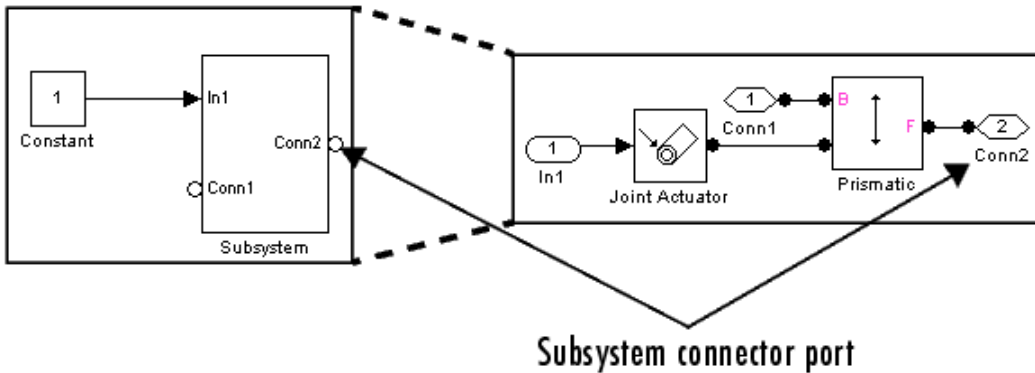 1
Constant
In1
Conn2
Conn1
Subsystem
1
In1
Joint Actuator
1
Conn1
B
F
Prismatic
2
Conn2
Subsystem connector port